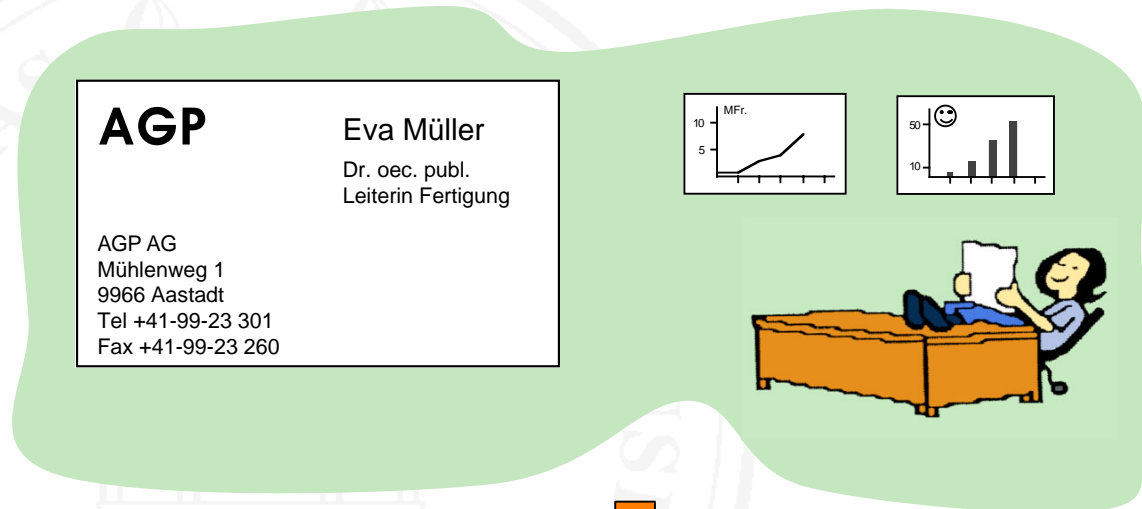 AGP
Eva Müller
Dr. oec. publ.
Leiterin Fertigung
AGP AG
Mühlenweg 1
9966 Aastadt
Tel +41-99-23 301
Fax +41-99-23 260
MFr.
10
5
50
10